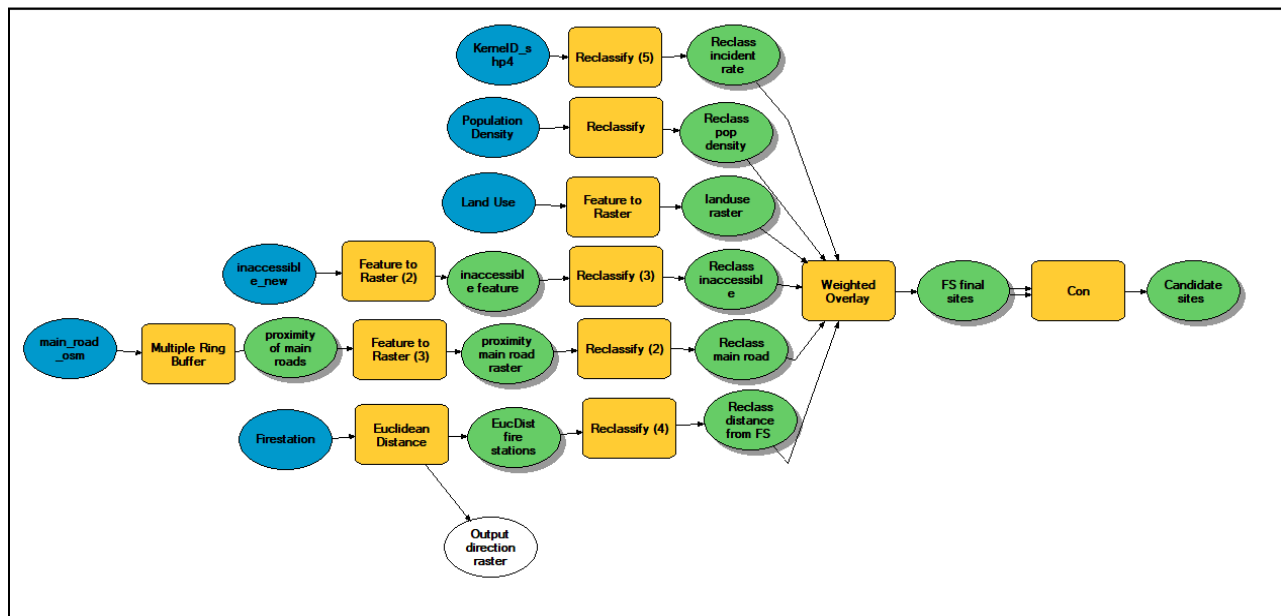 KernelD_s
hp4
Reclassify (5)
Reclass
incident
rate
Population
Density
Reclassify
Reclass
pop
density
Land Use
Feature to
Raster
landuse
raster
inaccessibl
e_new
Feature to
Raster (2)
inaccessib
le feature
Reclassify (3)
Reclass
inaccessibl
e
Weighted
Overlay
FS final
sites
Con
Candidate
sites
main_road
_osm
Multiple Ring
Buffer
proximity
of main
roads
Feature to
Raster (3)
proximity
main road
raster
Reclassify (2)
Reclass
main road
Firestation
Euclidean
Distance
EucDist
fire
stations
Reclassify (4)
Reclass
distance
from FS
Output
direction
raster